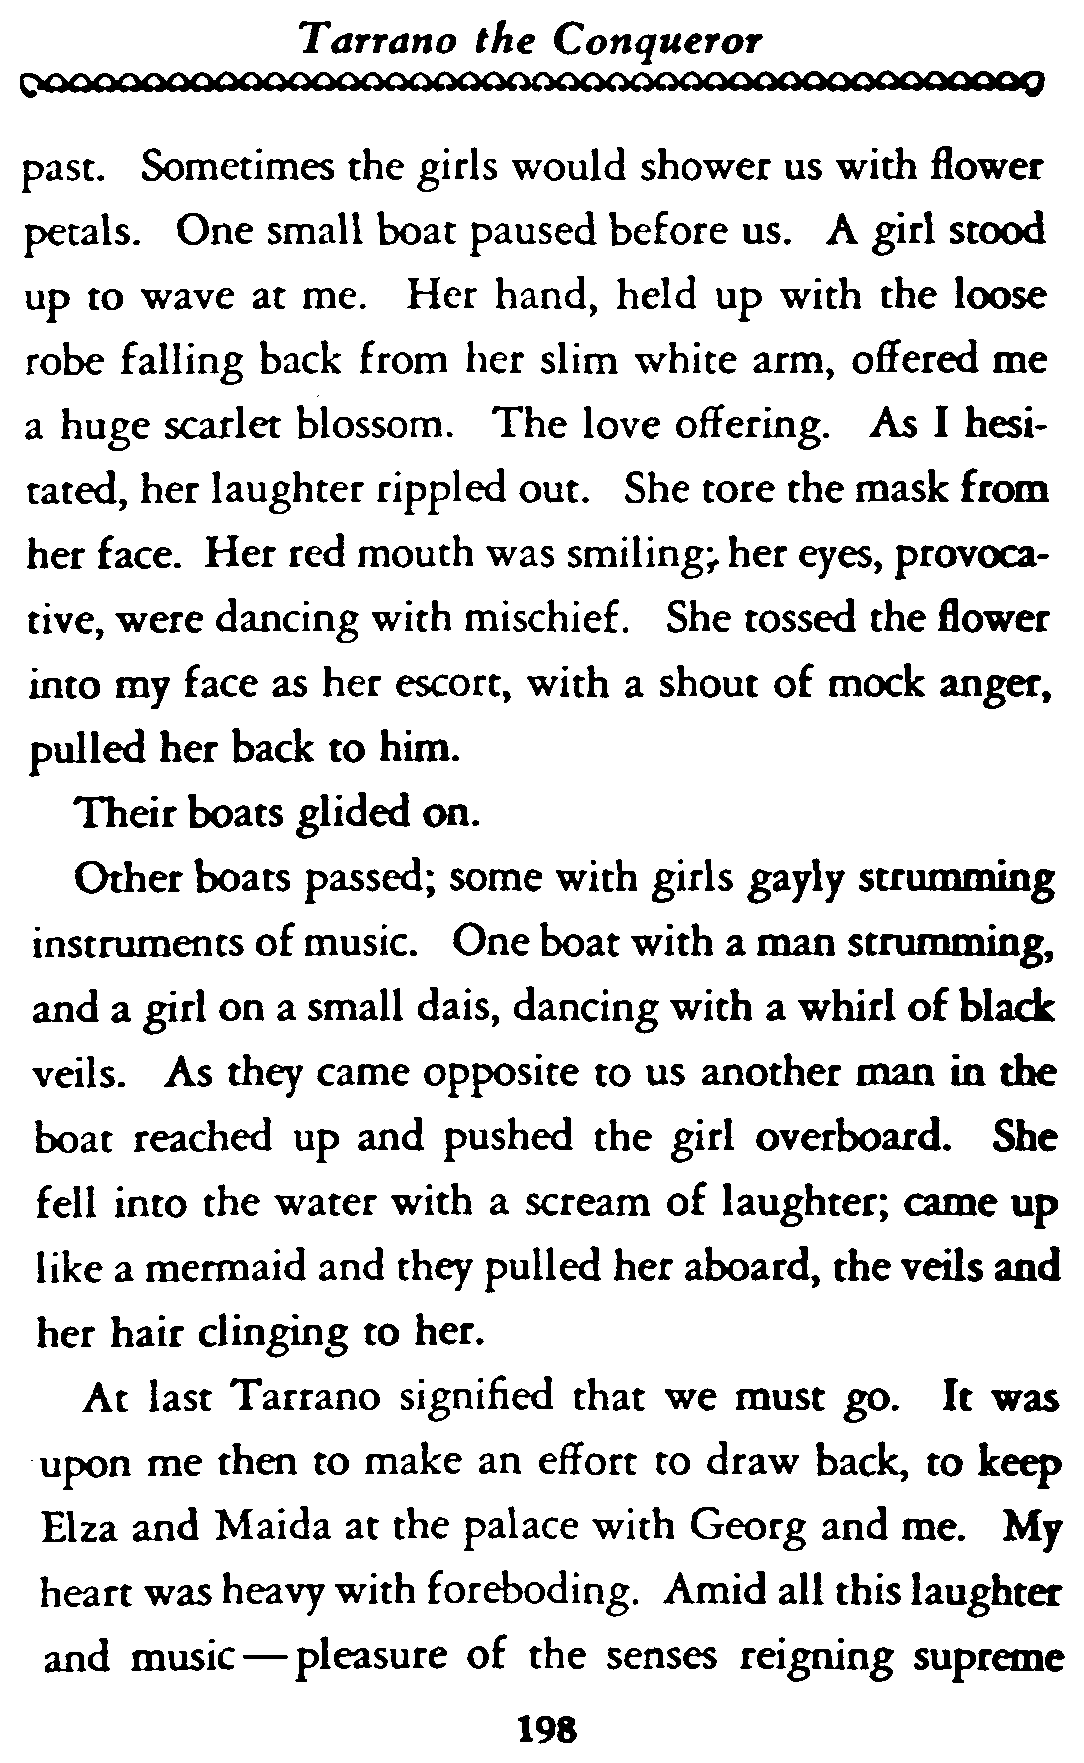 Tarrano the Conqueror
past. Sometimes the girls would shower us with flower
petals. One small boat paused before us. A girl stood
up to wave at me. Her hand, held up with the loose
robe falling back from her slim white arm, offered me
a huge scarlet blossom. The love offering. As I hesi-
tated, her laughter rippled out. She tore the mask from
her face. Her red mouth was smiling; her eyes, provoca-
tive, were dancing with mischief. She tossed the flower
into my face as her escort, with a shout of mock anger,
pulled her back to him.
Their boats glided on.
Other boats passed; some with girls gayly strumming
instruments of music. One boat with a man strumming,
and a girl on a small dais, dancing with a whirl of black
veils. As they came opposite to us another man in the
boat reached up and pushed the girl overboard. She
fell into the water with a scream of laughter; came up
like a mermaid and they pulled her aboard, the veils and
her hair clinging to her.
At last Tarrano signified that we must go. It was
upon me then to make an effort to draw back, to keep
Elza and Maida at the palace with Georg and me. My
heart was heavy with foreboding. Amid all this laughter
and music—pleasure of the senses reigning supreme
198